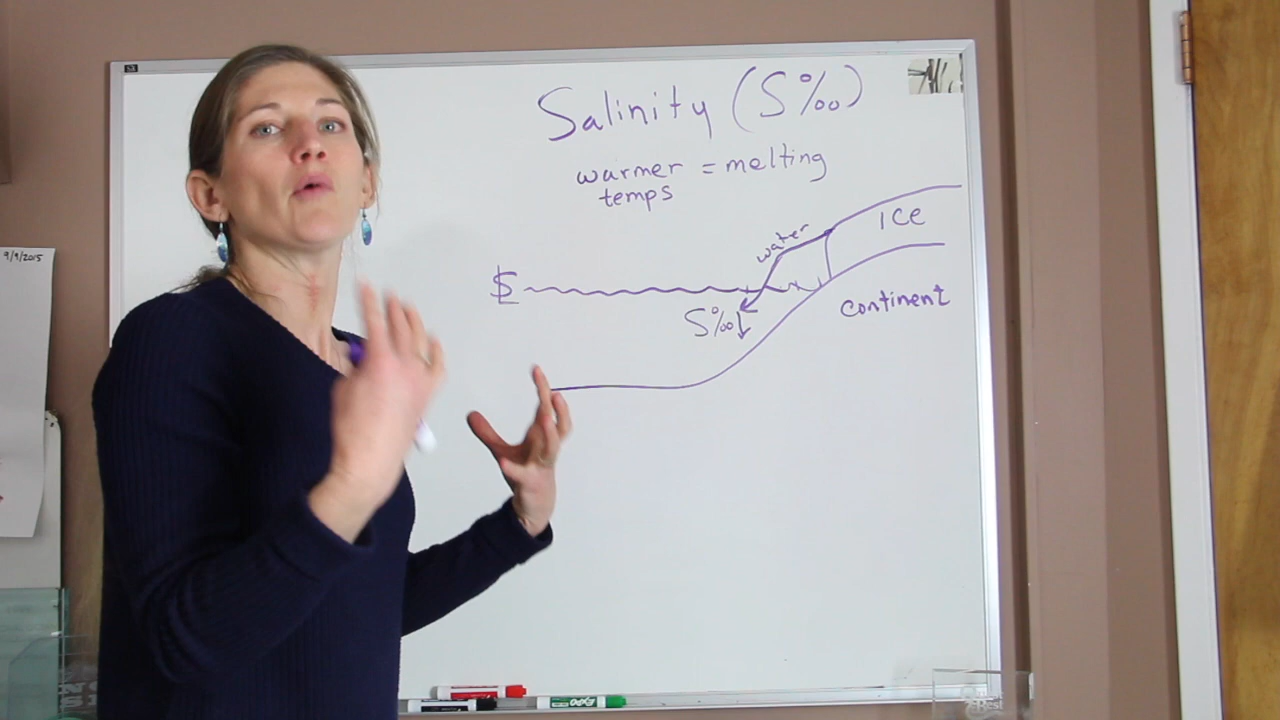 Salinity (S‰)
warmer = melting
temps
9/9/2015
water
ICe
S‰↓
continent